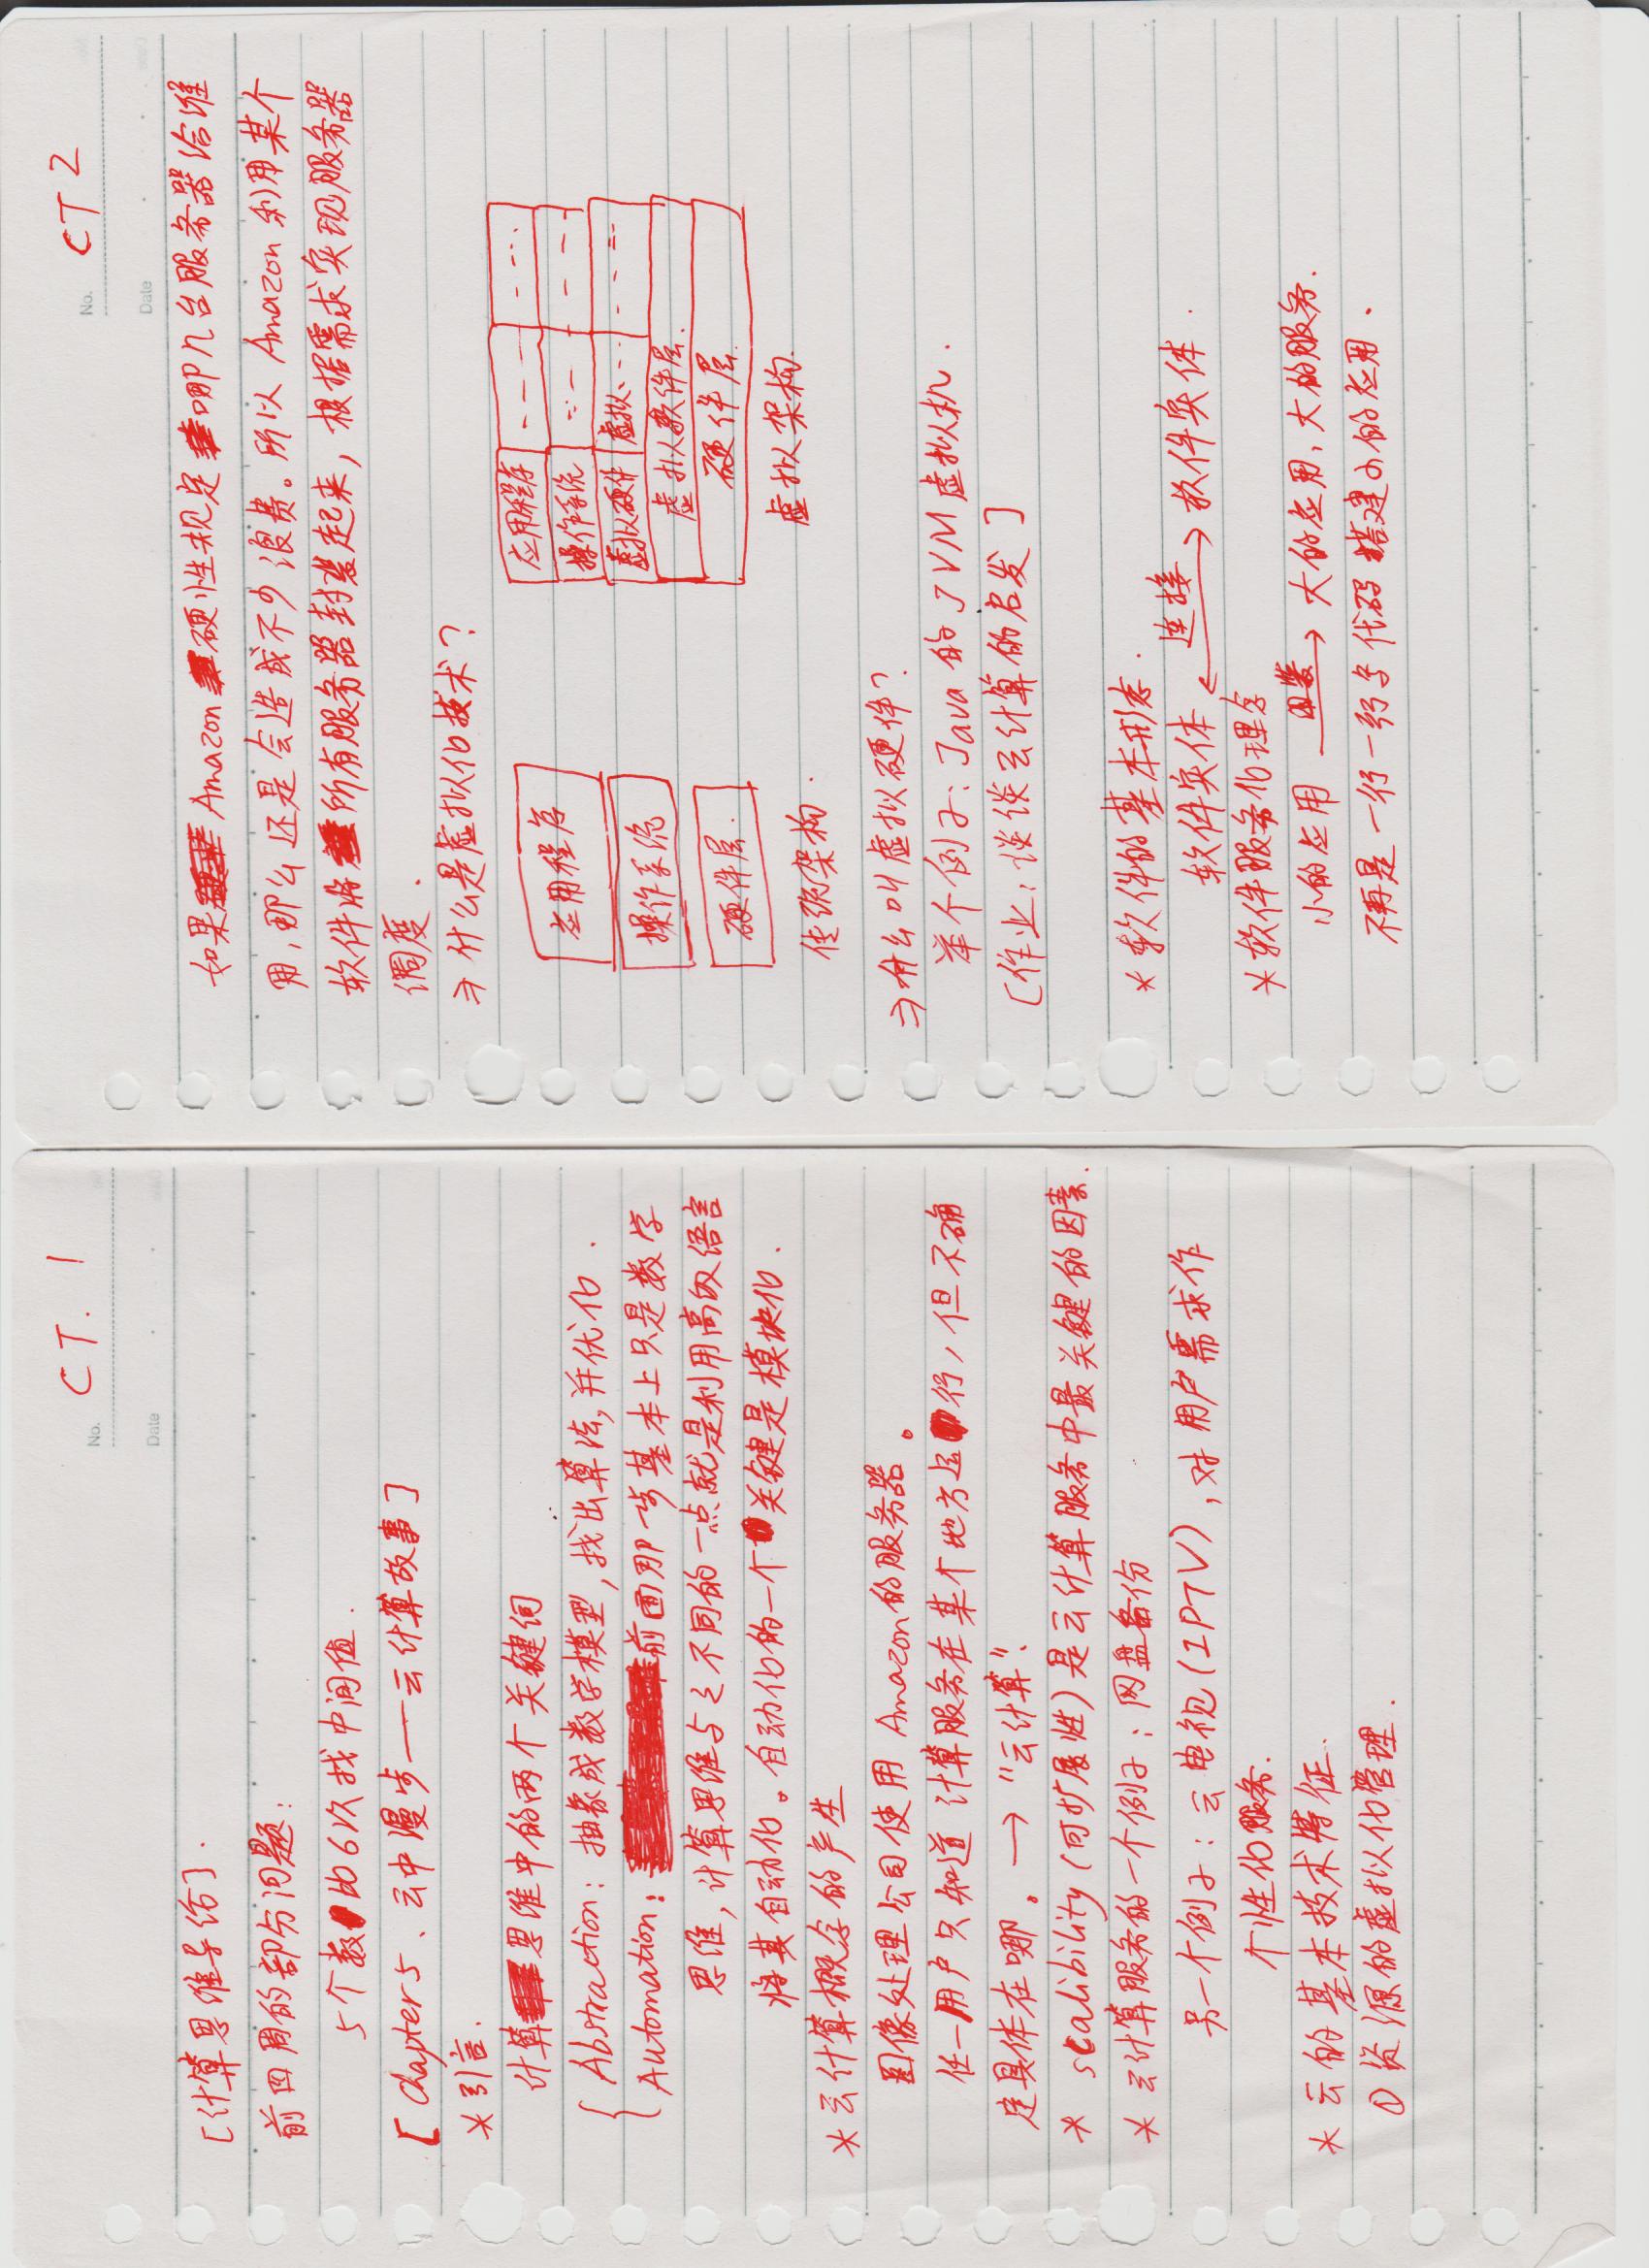 No. CT. 1
Date
[计算思维导论].
前四周的部分问题:
5个数比6次找中间值.
[Chapter5、云中漫步——云计算故事]
* 引言.
计算思维中的两个关键词
Abstraction: 抽象成数学模型,找出算法,并优化.
Automation: 前面那一步基本上只是数学
思维,计算思维与之不同的一点就是利用高级语言
将其自动化。自动化的一个关键是模块化.
* 云计算概念的产生
图像处理公司使用 Amazon的服务器。
任一用户只知道 计算服务在某个地方运行,但不确
定具体在哪。→ "云计算".
* scalibility (可扩展性)是云计算服务中最关键的因素.
* 云计算服务的一个例子: 网盘备份
另一个例子: 云电视(IPTV),对用户需求作
个性化服务.
* 云的基本技术特征.
① 资源的虚拟化管理.
No. CT 2
Date
如果 Amazon 硬性规定 哪几台服务器给谁
用,那么还是会造成不少浪费。所以 Amazon 利用某个
软件将所有服务器封装起来,根据需求实现服务器
调度.
⇒ 什么是虚拟化技术?
应用程序
操作系统
硬件层.
传统架构.
应用程序 --- ---
操作系统 --- ---
虚拟硬件 虚拟... ---
虚拟软件层.
硬件层.
虚拟架构.
⇒ 什么叫虚拟硬件?
举个例子: Java 的 JVM 虚拟机.
[作业: 谈谈云计算的启发]
* 软件的基本形态.
软件实体 ←连接→ 软件实体.
* 软件服务化理念
小的应用 → 大的应用、大的服务.
不再是一行一行写代码 搭建小的应用.